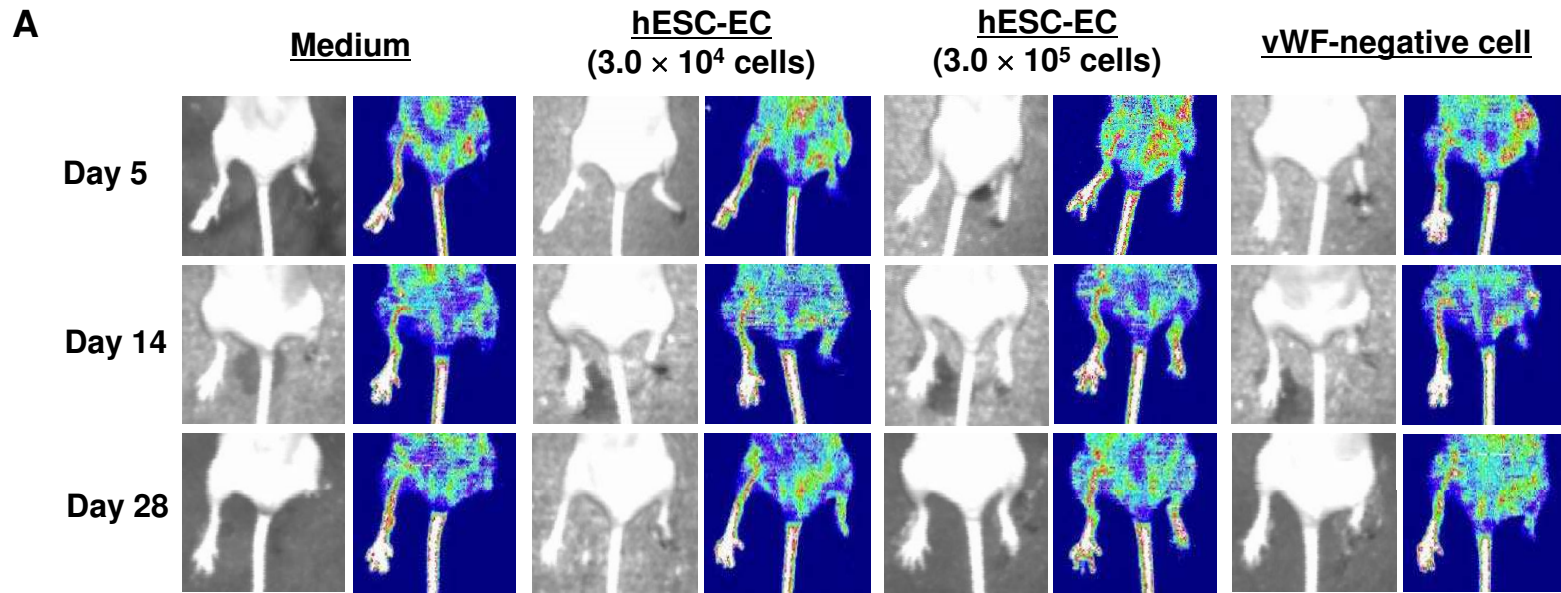 A
Medium
hESC-EC
(3.0 × 10⁴ cells)
hESC-EC
(3.0 × 10⁵ cells)
vWF-negative cell
Day 5
Day 14
Day 28